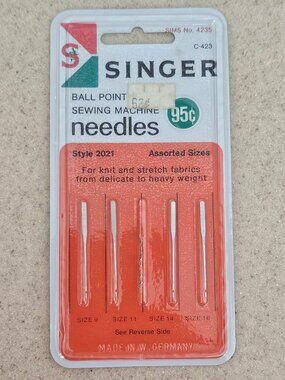 SIMS No. 4235
C-423
S
SINGER
BALL POINT
SEWING MACHINE
63¢
95¢
needles
Style 2021 Assorted Sizes
For knit and stretch fabrics
from delicate to heavy weight
SIZE 9 SIZE 11 SIZE 14 SIZE 16
See Reverse Side
MADE IN W. GERMANY